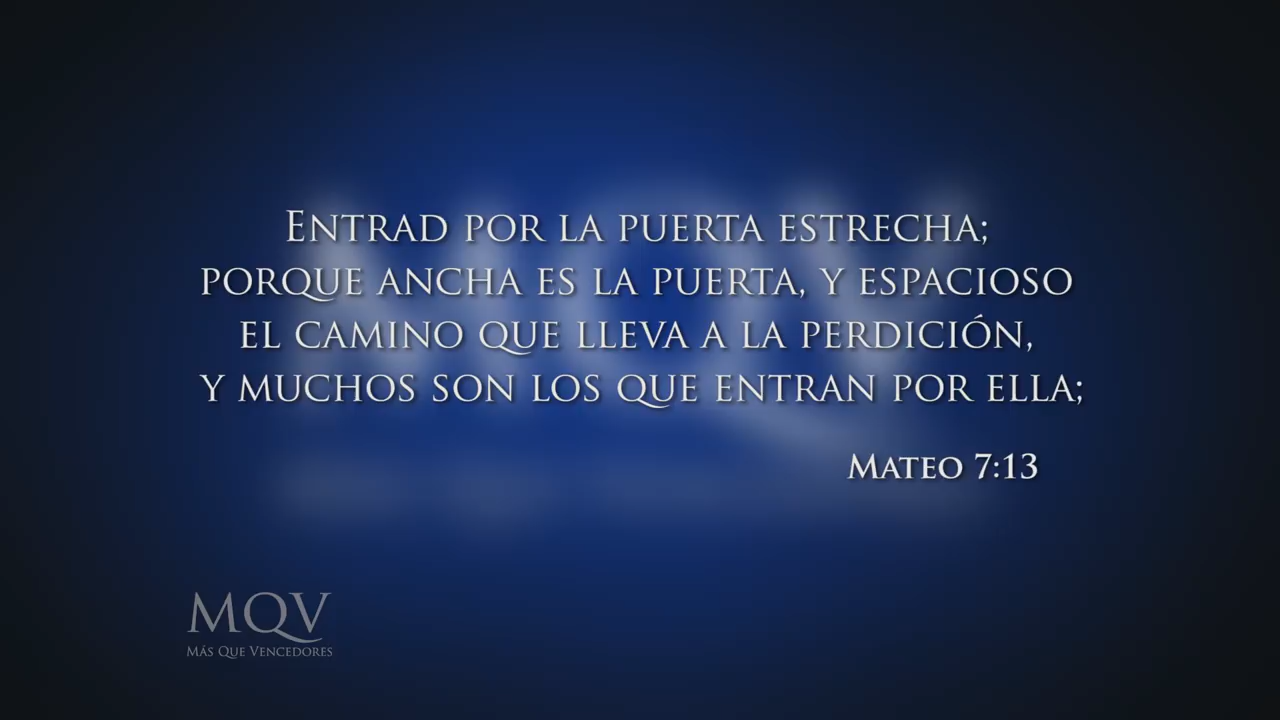 Entrad por la puerta estrecha;
porque ancha es la puerta, y espacioso
el camino que lleva a la perdición,
y muchos son los que entran por ella;
Mateo 7:13
MQV
Más Que Vencedores